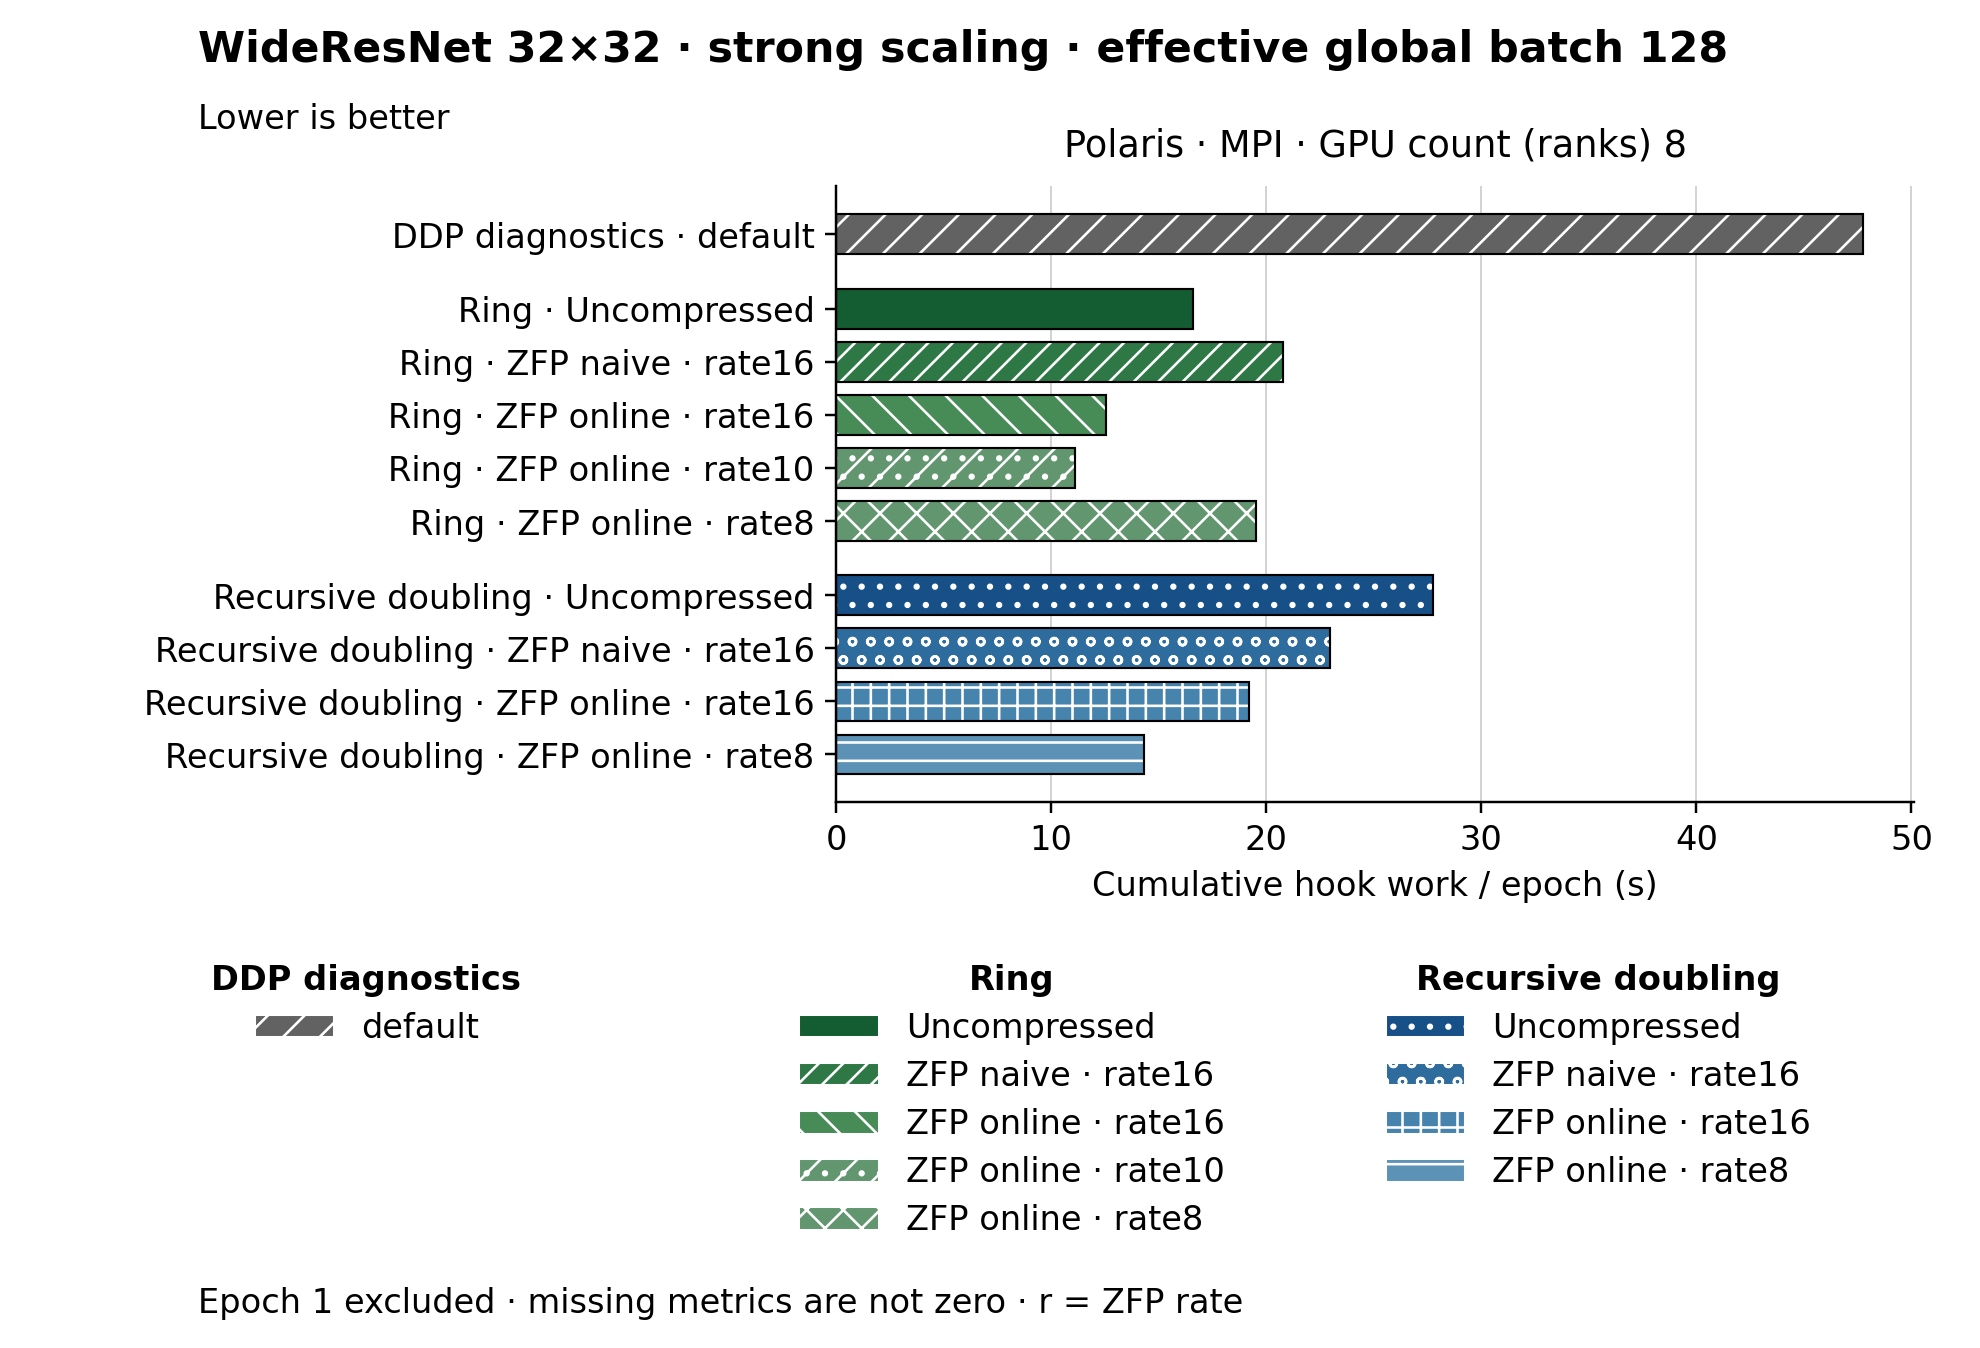 WideResNet 32×32 · strong scaling · effective global batch 128
Lower is better
Polaris · MPI · GPU count (ranks) 8
DDP diagnostics · default
Ring · Uncompressed
Ring · ZFP naive · rate16
Ring · ZFP online · rate16
Ring · ZFP online · rate10
Ring · ZFP online · rate8
Recursive doubling · Uncompressed
Recursive doubling · ZFP naive · rate16
Recursive doubling · ZFP online · rate16
Recursive doubling · ZFP online · rate8
0 10 20 30 40 50
Cumulative hook work / epoch (s)
DDP diagnostics
default
Ring
Uncompressed
ZFP naive · rate16
ZFP online · rate16
ZFP online · rate10
ZFP online · rate8
Recursive doubling
Uncompressed
ZFP naive · rate16
ZFP online · rate16
ZFP online · rate8
Epoch 1 excluded · missing metrics are not zero · r = ZFP rate